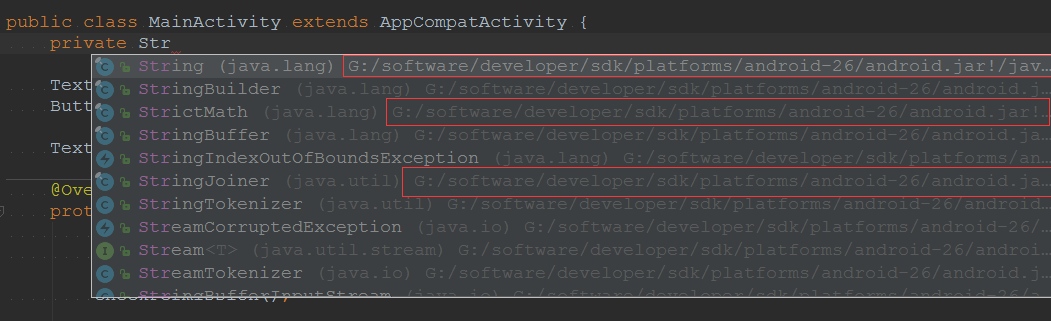 public class MainActivity extends AppCompatActivity {
private Str_
String (java.lang) G:/software/developer/sdk/platforms/android-26/android.jar!/jav...
Text
StringBuilder (java.lang) G:/software/developer/sdk/platforms/android-26/android.j...
Butt
StrictMath (java.lang) G:/software/developer/sdk/platforms/android-26/android.jar!...
StringBuffer (java.lang) G:/software/developer/sdk/platforms/android-26/android.ja...
Text
StringIndexOutOfBoundsException (java.lang) G:/software/developer/sdk/platforms/an...
StringJoiner (java.util) G:/software/developer/sdk/platforms/android-26/android.ja...
@Ove
StringTokenizer (java.util) G:/software/developer/sdk/platforms/android-26/android...
prot
StreamCorruptedException (java.io) G:/software/developer/sdk/platforms/android-26/...
Stream<T> (java.util.stream) G:/software/developer/sdk/platforms/android-26/androi...
StreamTokenizer (java.io) G:/software/developer/sdk/platforms/android-26/android.j...